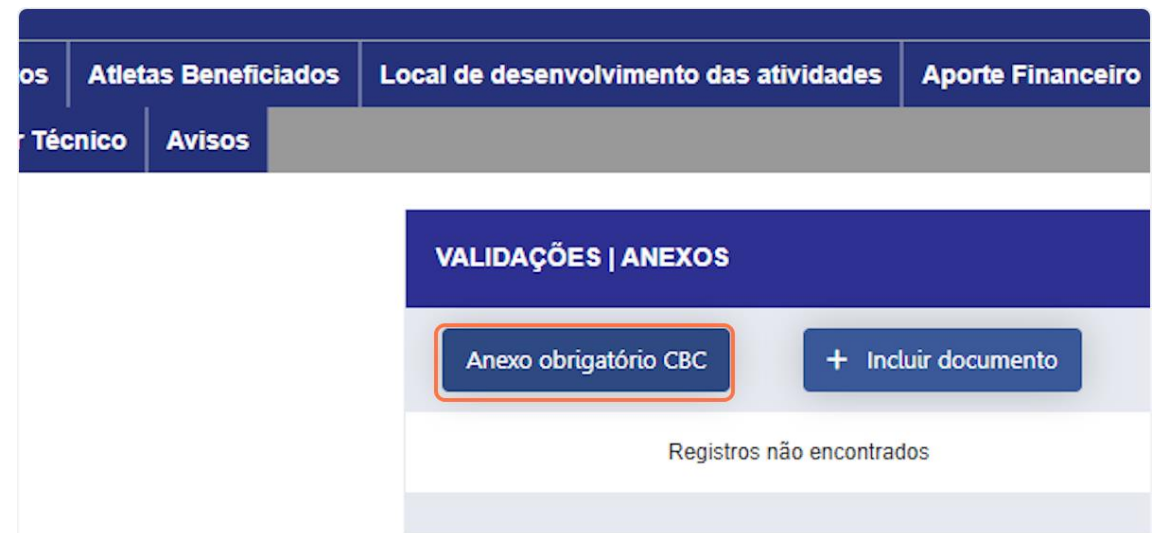 os Atletas Beneficiados Local de desenvolvimento das atividades Aporte Financeiro
r Técnico Avisos
VALIDAÇÕES | ANEXOS
Anexo obrigatório CBC + Incluir documento
Registros não encontrados